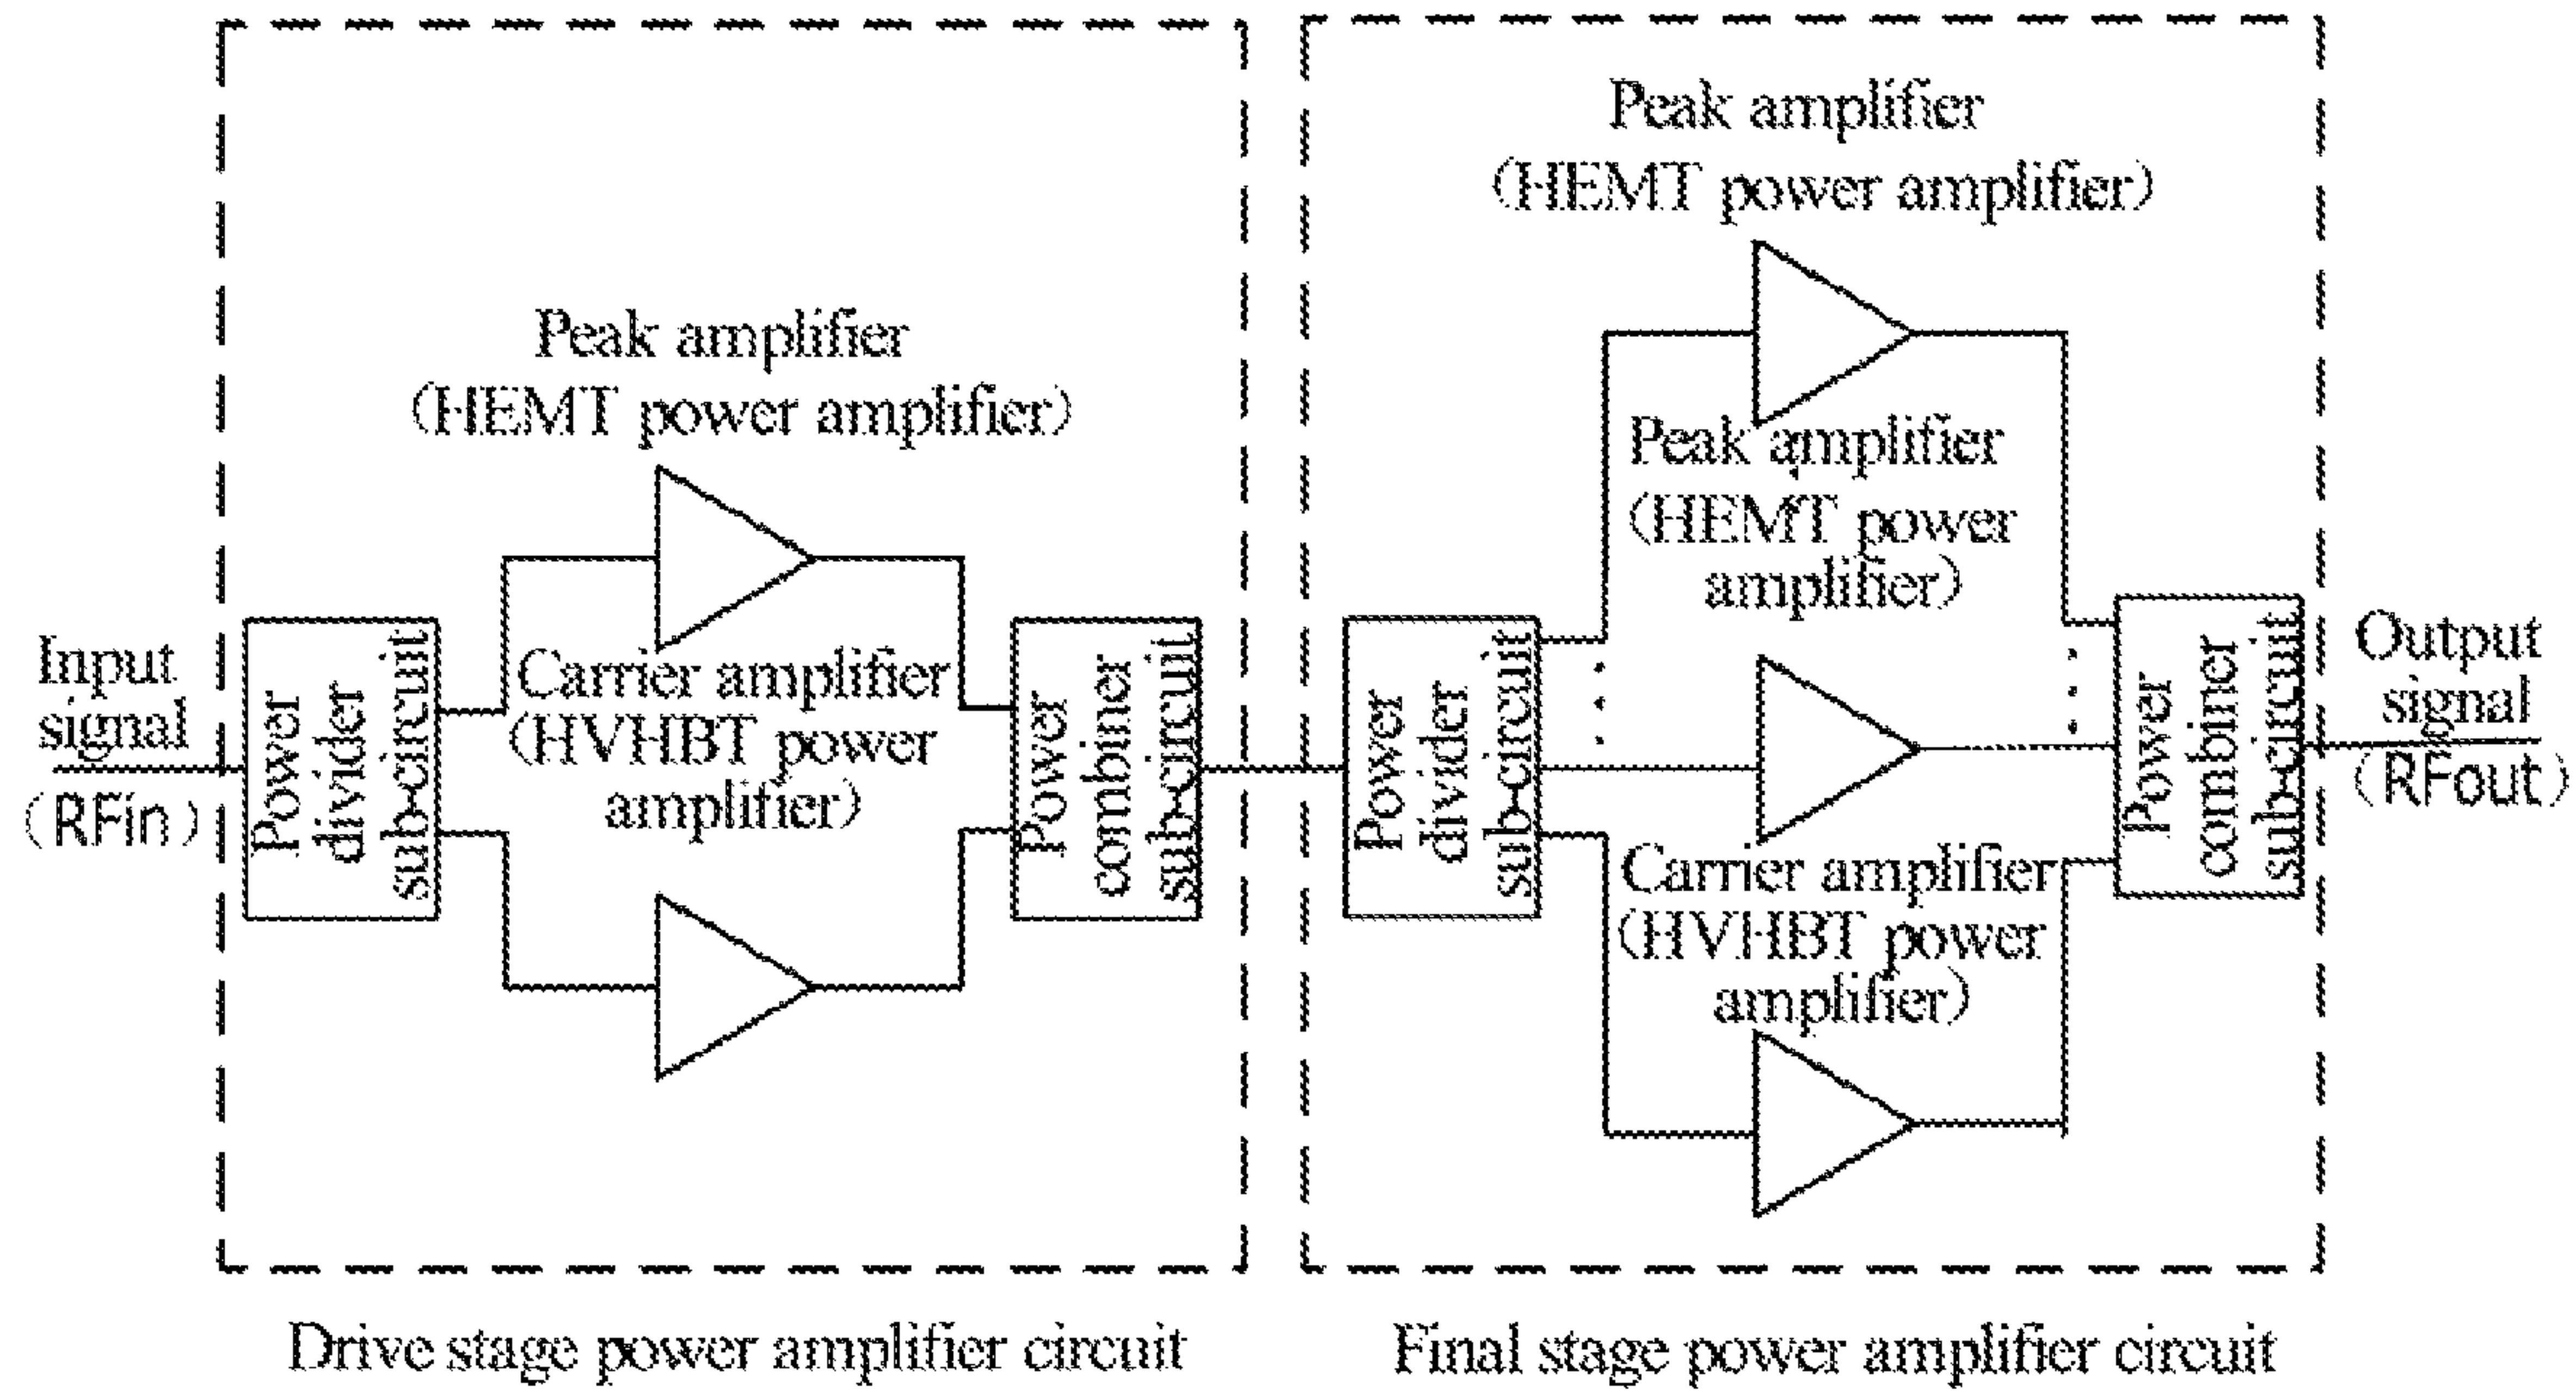 Input
signal
(RFin)
Power
divider
sub-circuit
Peak amplifier
(HEMT power amplifier)
Carrier amplifier
(HVHBT power
amplifier)
Power
combiner
sub-circuit
Drive stage power amplifier circuit
Power
divider
sub-circuit
Peak amplifier
(HEMT power amplifier)
Peak amplifier
(HEMT power
amplifier)
Carrier amplifier
(HVHBT power
amplifier)
Power
combiner
sub-circuit
Output
signal
(RFout)
Final stage power amplifier circuit